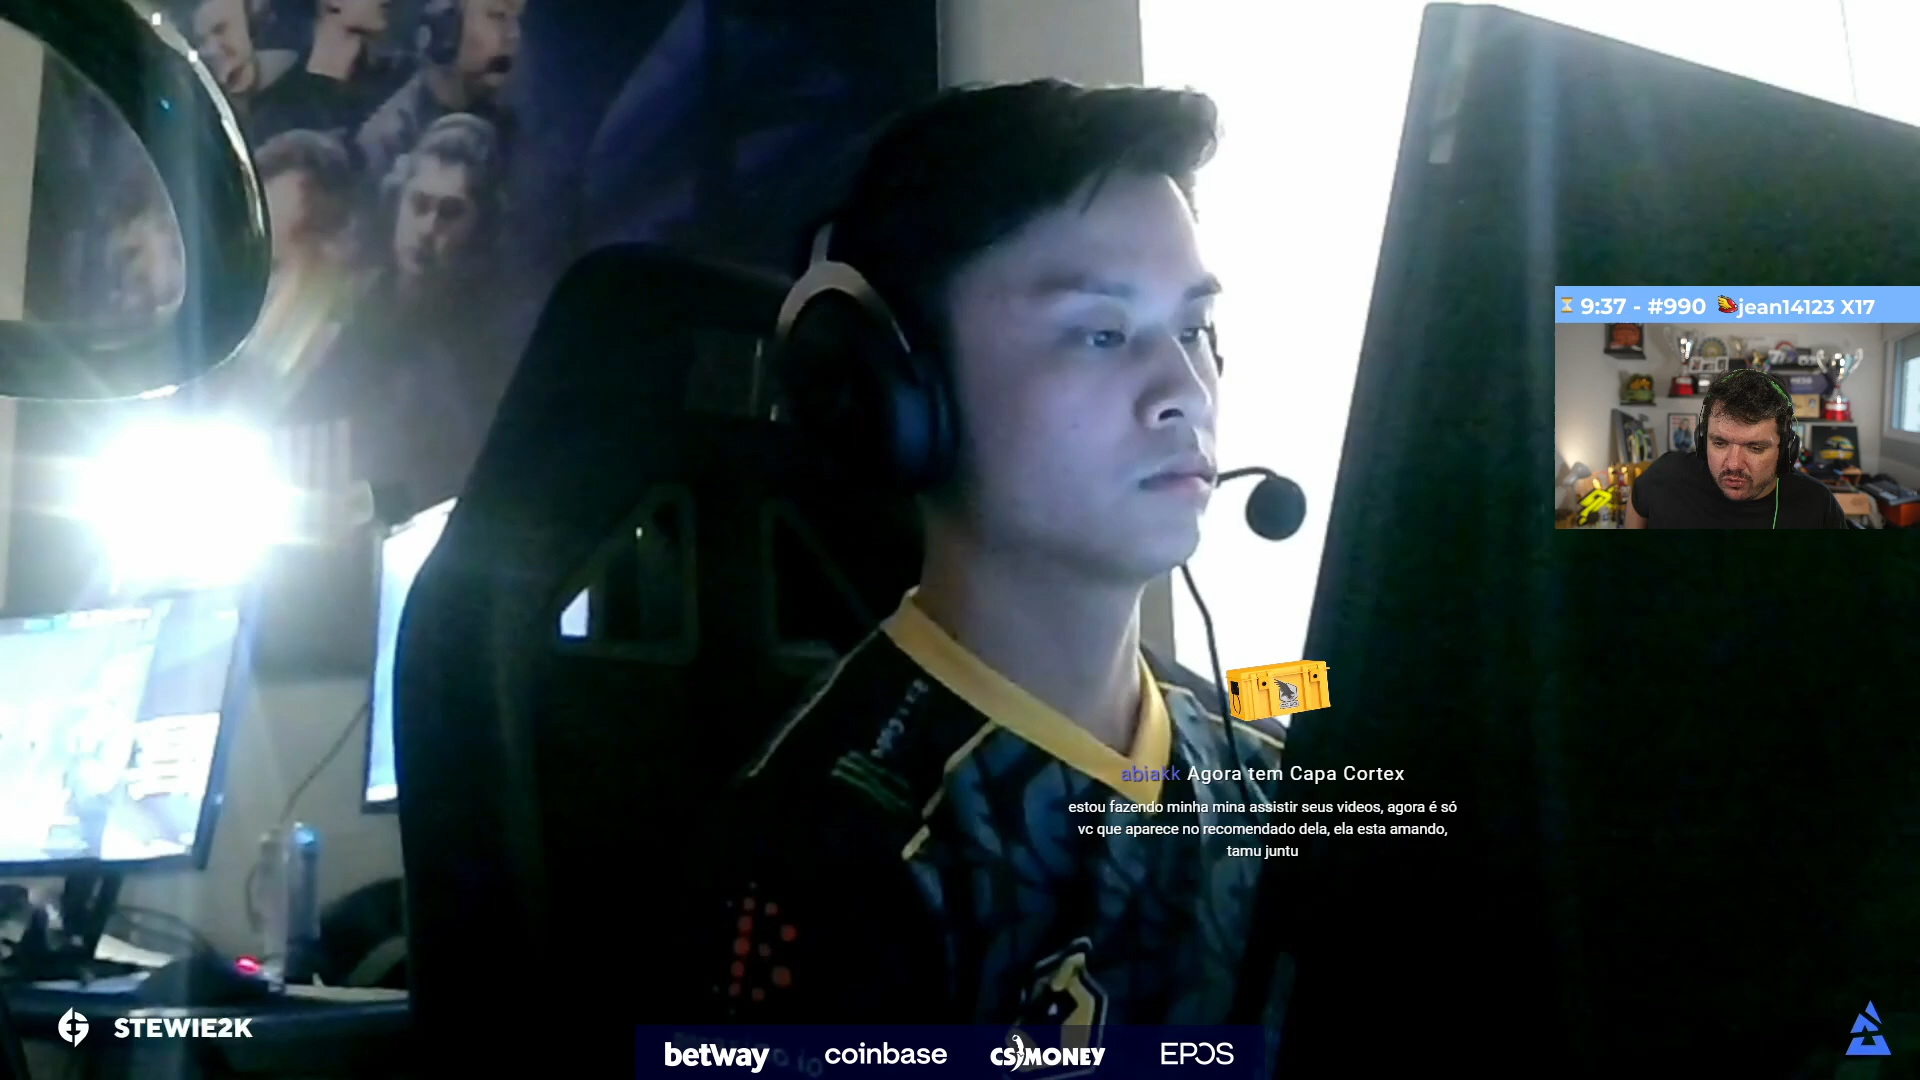 9:37 - #990 jean14123 X17
abiakk Agora tem Capa Cortex
estou fazendo minha mina assistir seus videos, agora é só
vc que aparece no recomendado dela, ela esta amando,
tamu juntu
STEWIE2K
betway coinbase CS.MONEY EPOS